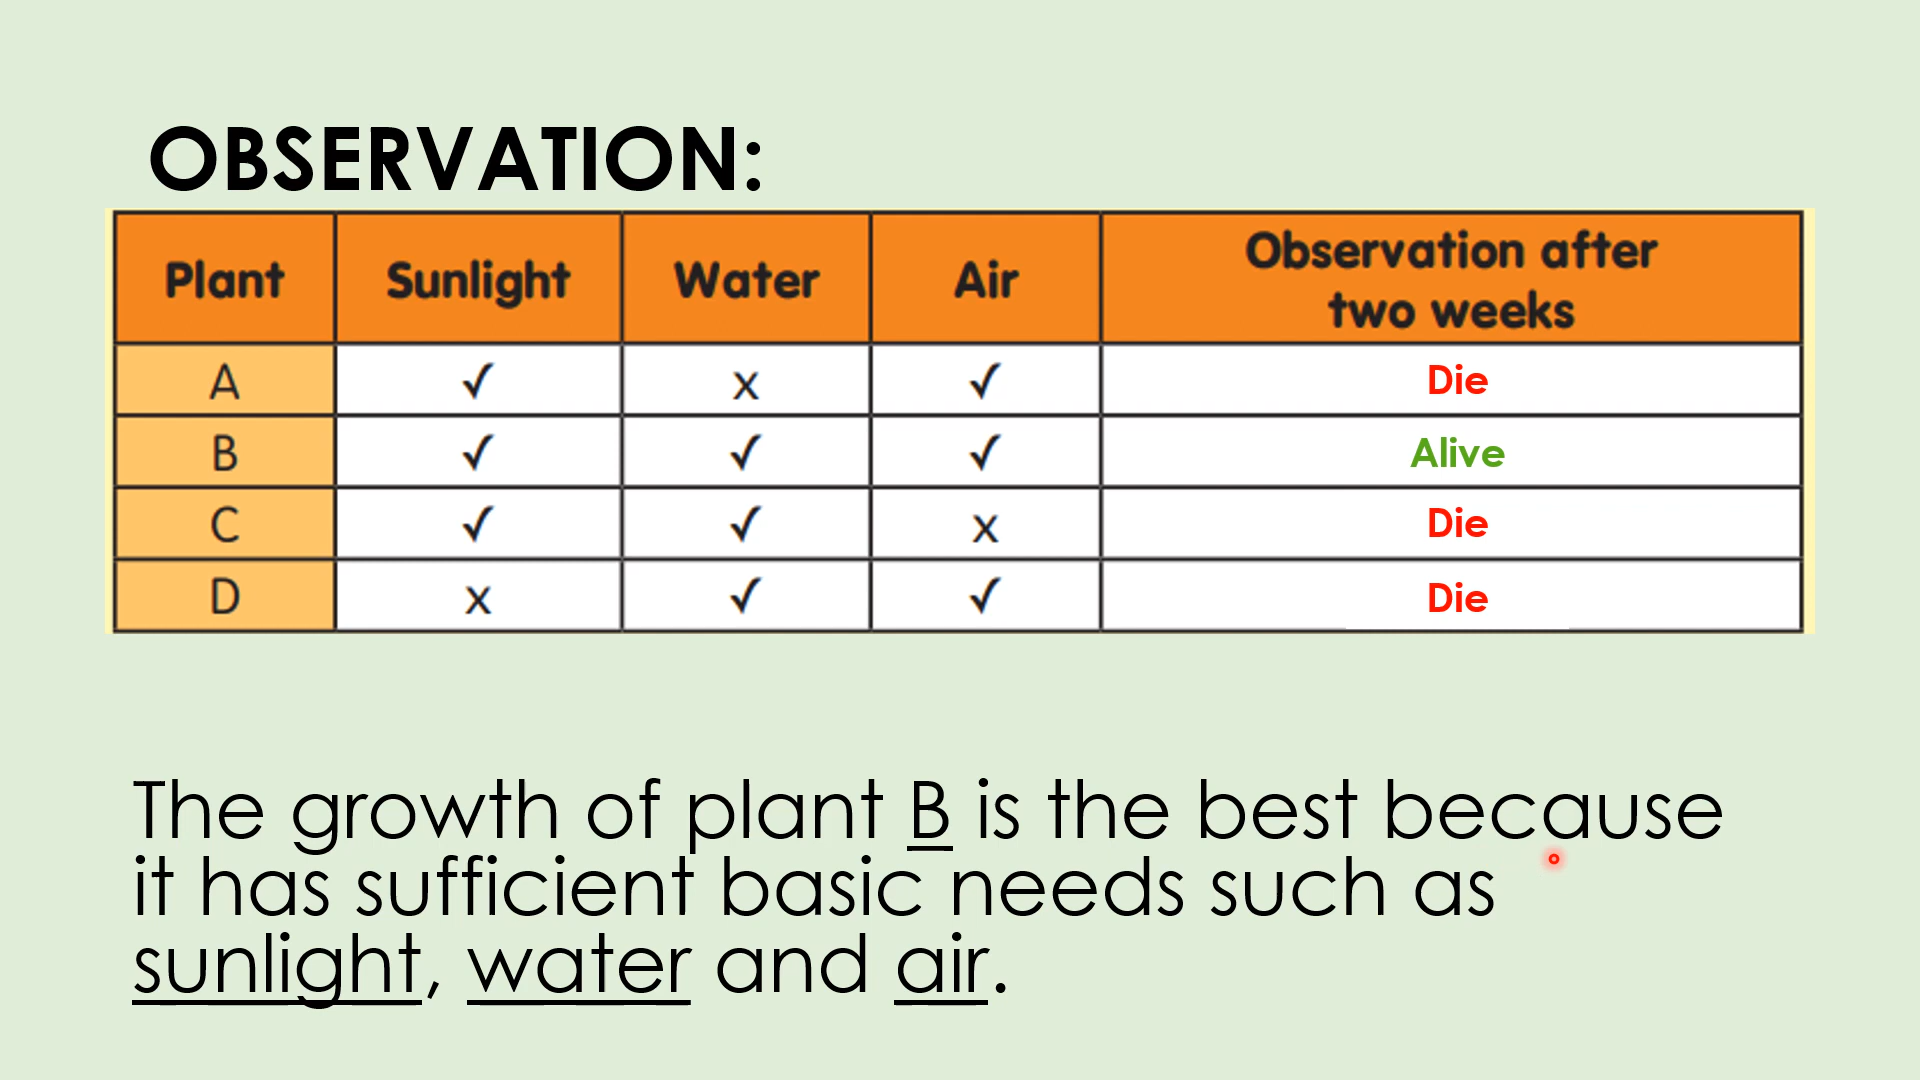 OBSERVATION:
Plant Sunlight Water Air Observation after
two weeks
A ✓ x ✓ Die
B ✓ ✓ ✓ Alive
C ✓ ✓ x Die
D x ✓ ✓ Die
The growth of plant B is the best because
it has sufficient basic needs such as
sunlight, water and air.